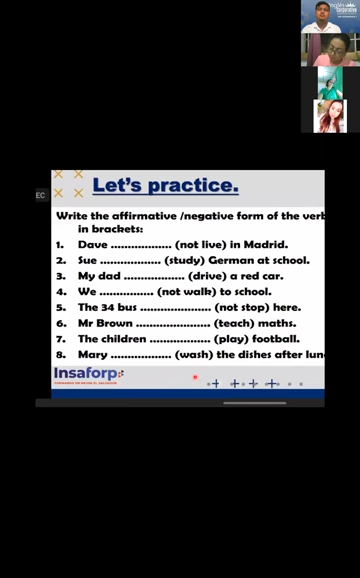 Inglés
Corporativo
EC
Let's practice.
Write the affirmative /negative form of the verb
in brackets:
1. Dave .................. (not live) in Madrid.
2. Sue .................. (study) German at school.
3. My dad .................. (drive) a red car.
4. We ................ (not walk) to school.
5. The 34 bus ..................... (not stop) here.
6. Mr Brown ...................... (teach) maths.
7. The children .................. (play) football.
8. Mary .................. (wash) the dishes after lun
Insaforp